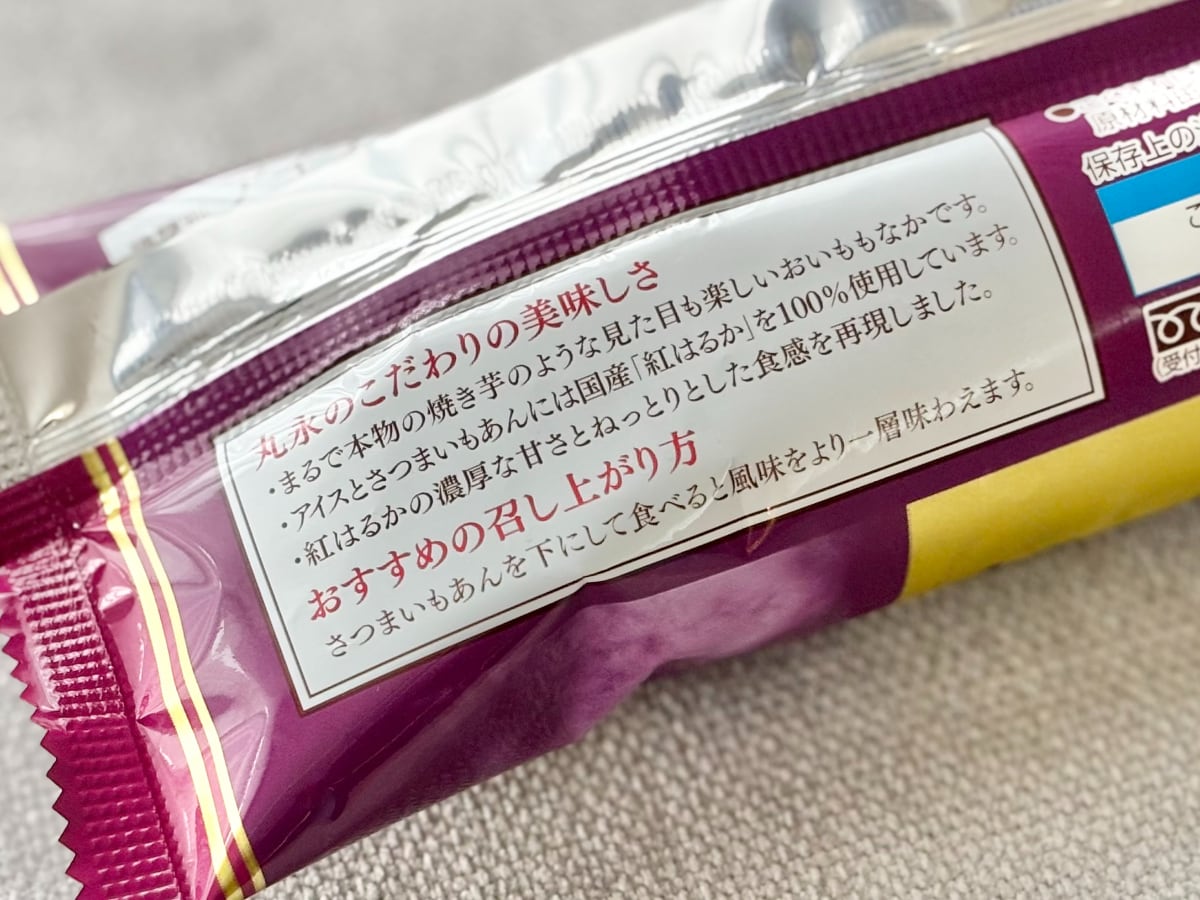 丸永のこだわりの美味しさ
・まるで本物の焼き芋のような見た目も楽しいおいももなかです。
・アイスとさつまいもあんには国産「紅はるか」を100%使用しています。
・紅はるかの濃厚な甘さとねっとりとした食感を再現しました。
おすすめの召し上がり方
さつまいもあんを下にして食べると風味をより一層味わえます。
原材料
保存上の
ご
(受付